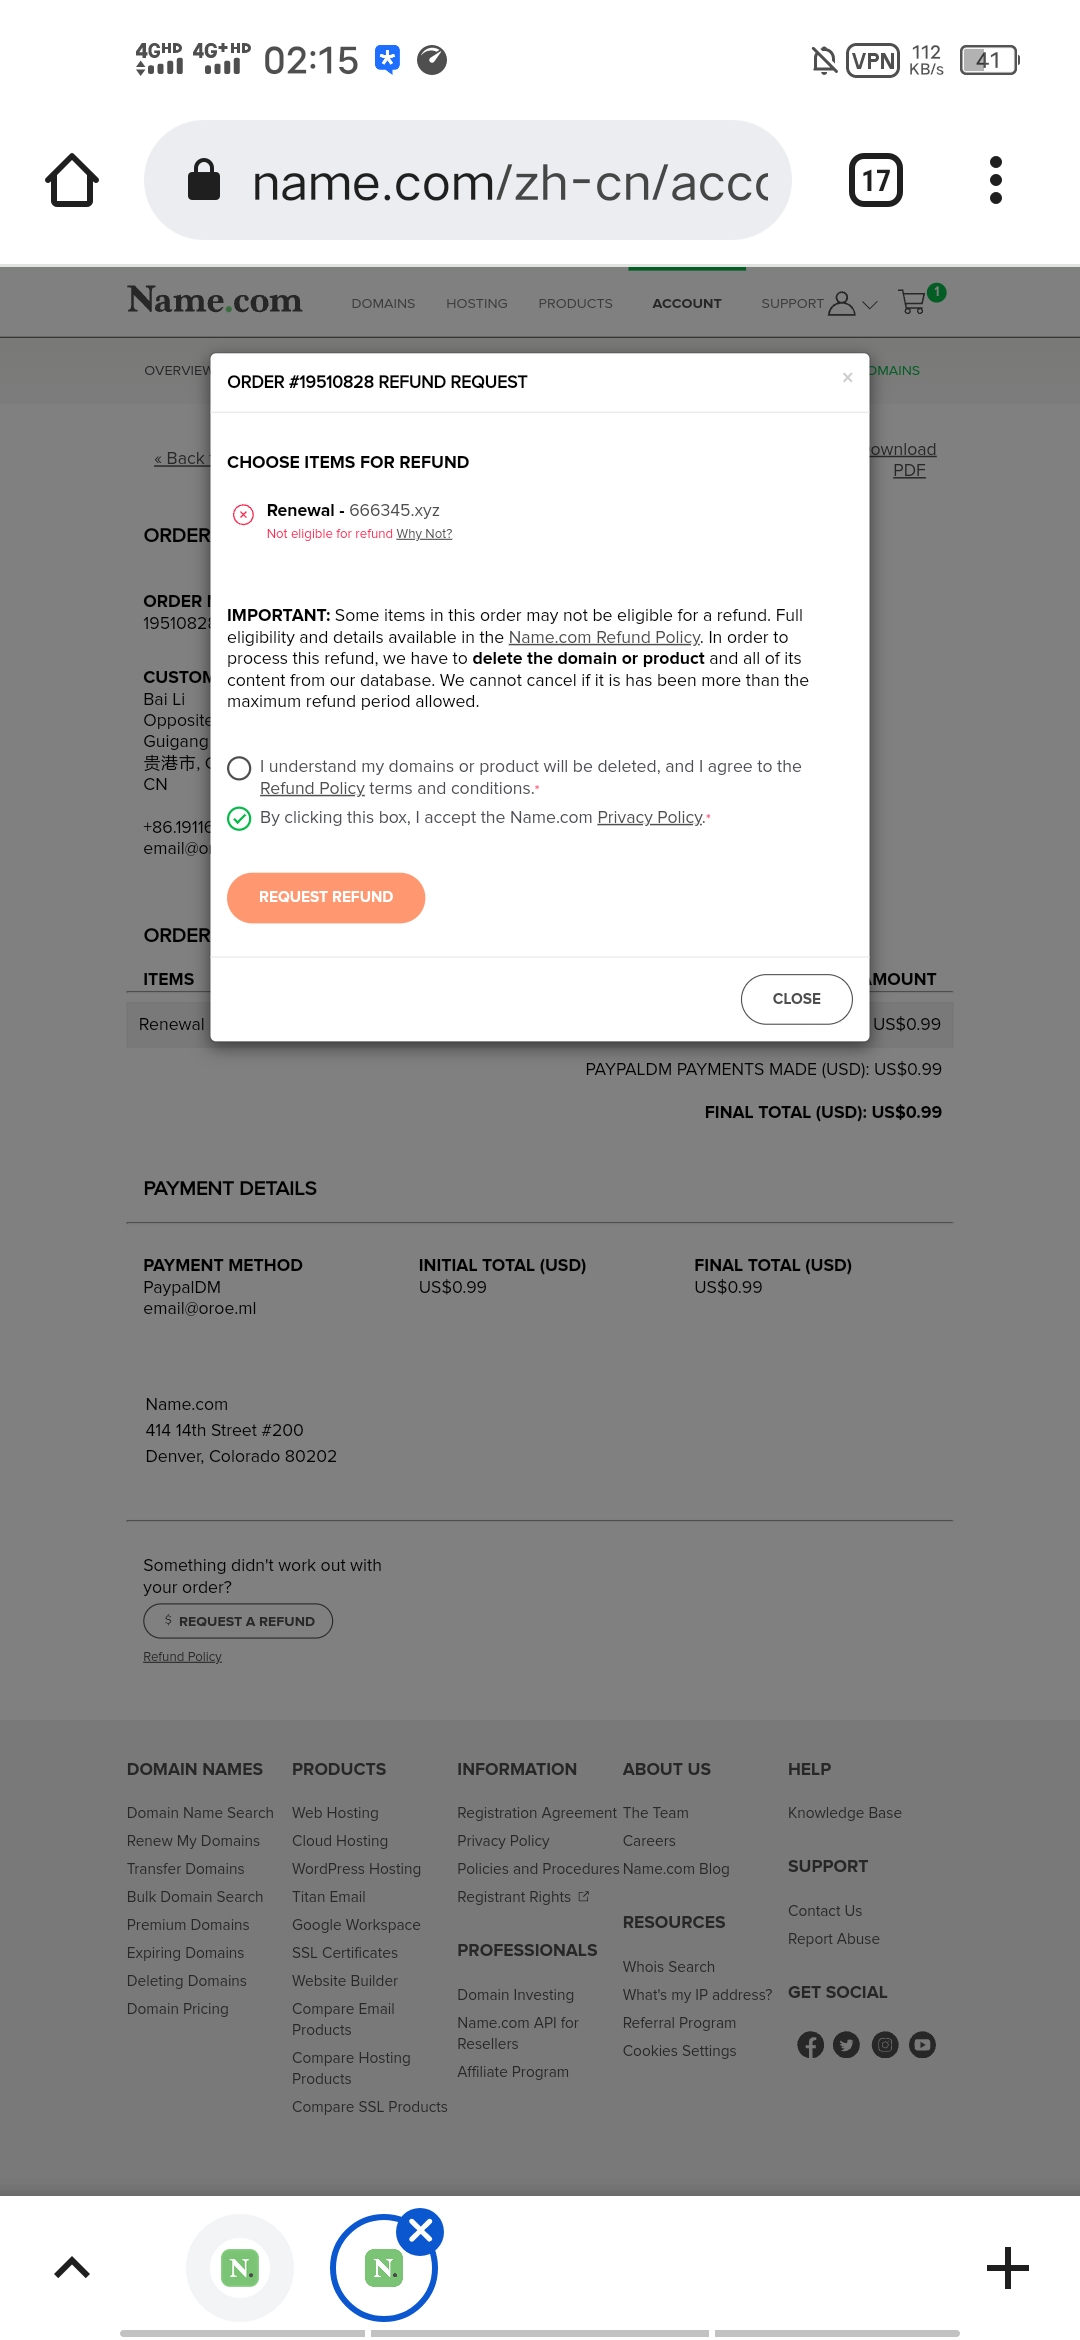 4GHD 4G+HD 02:15 VPN 112 KB/s 41
name.com/zh-cn/acco
17
Name.com DOMAINS HOSTING PRODUCTS ACCOUNT SUPPORT 1
OVERVIEW OMAINS
ORDER #19510828 REFUND REQUEST ×
« Back ownload
PDF
CHOOSE ITEMS FOR REFUND
Renewal - 666345.xyz
Not eligible for refund Why Not?
IMPORTANT: Some items in this order may not be eligible for a refund. Full
eligibility and details available in the Name.com Refund Policy. In order to
process this refund, we have to delete the domain or product and all of its
content from our database. We cannot cancel if it is has been more than the
maximum refund period allowed.
I understand my domains or product will be deleted, and I agree to the
Refund Policy terms and conditions.*
By clicking this box, I accept the Name.com Privacy Policy.*
REQUEST REFUND
CLOSE
ORDER
ORDER
19510828
CUSTOM
Bai Li
Opposite
Guigang
贵港市,
CN
+86.19116
email@or
ORDER
ITEMS AMOUNT
Renewal US$0.99
PAYPALDM PAYMENTS MADE (USD): US$0.99
FINAL TOTAL (USD): US$0.99
PAYMENT DETAILS
PAYMENT METHOD INITIAL TOTAL (USD) FINAL TOTAL (USD)
PaypalDM US$0.99 US$0.99
email@oroe.ml
Name.com
414 14th Street #200
Denver, Colorado 80202
Something didn't work out with
your order?
$ REQUEST A REFUND
Refund Policy
DOMAIN NAMES
Domain Name Search
Renew My Domains
Transfer Domains
Bulk Domain Search
Premium Domains
Expiring Domains
Deleting Domains
Domain Pricing
PRODUCTS
Web Hosting
Cloud Hosting
WordPress Hosting
Titan Email
Google Workspace
SSL Certificates
Website Builder
Compare Email
Products
Compare Hosting
Products
Compare SSL Products
INFORMATION
Registration Agreement
Privacy Policy
Policies and Procedures
Registrant Rights
PROFESSIONALS
Domain Investing
Name.com API for
Resellers
Affiliate Program
ABOUT US
The Team
Careers
Name.com Blog
RESOURCES
Whois Search
What's my IP address?
Referral Program
Cookies Settings
HELP
Knowledge Base
SUPPORT
Contact Us
Report Abuse
GET SOCIAL
N. N.